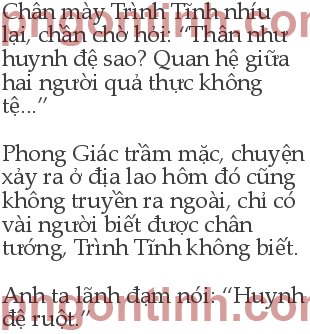 Chân mày Trình Tĩnh nhíu
lại, chần chờ hỏi: “Thân như
huynh đệ sao? Quan hệ giữa
hai người quả thực không
tệ...”
Phong Giác trầm mặc, chuyện
xảy ra ở địa lao hôm đó cũng
không truyền ra ngoài, chỉ có
vài người biết được chân
tướng, Trình Tĩnh không biết.
Anh ta lãnh đạm nói: “Huynh
đệ ruột.”